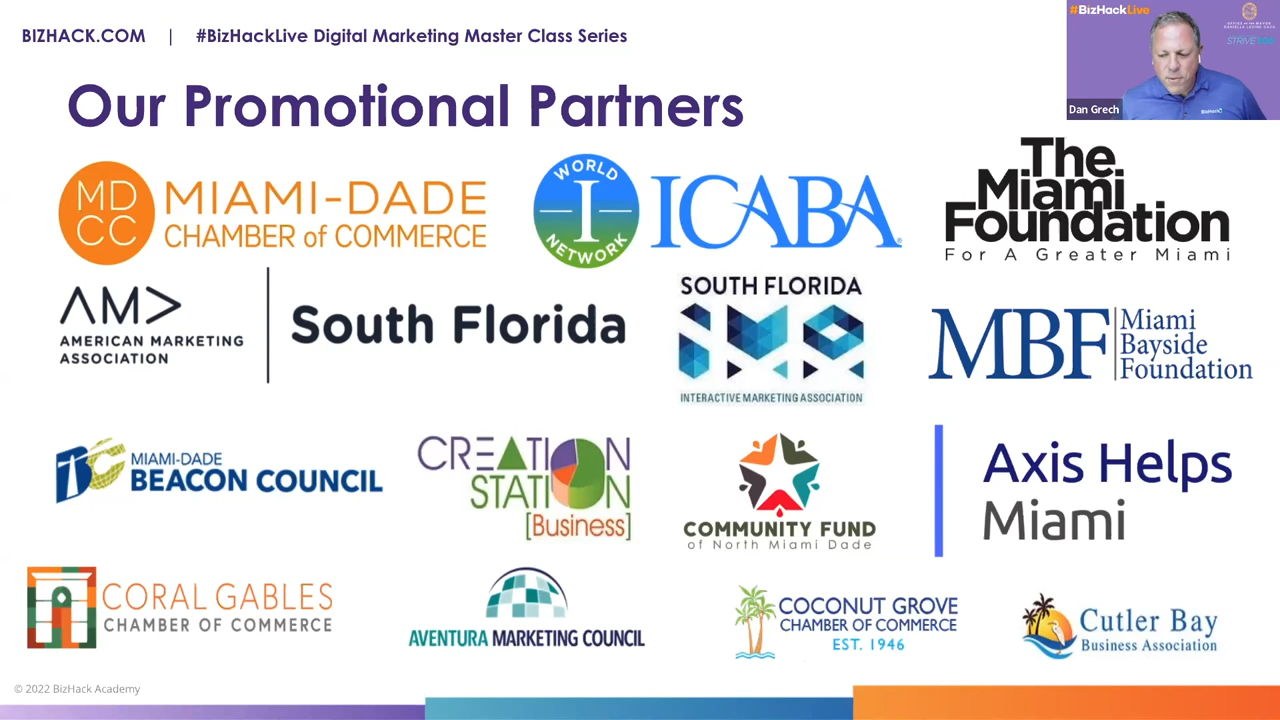 BIZHACK.COM | #BizHackLive Digital Marketing Master Class Series
#BizHackLive
Dan Grech
BizHack
Our Promotional Partners
MD
CC
MIAMI-DADE
CHAMBER of COMMERCE
WORLD
I
NETWORK
ICABA
The
Miami
Foundation
For A Greater Miami
AMA
AMERICAN MARKETING
ASSOCIATION
South Florida
SOUTH FLORIDA
IMA
INTERACTIVE MARKETING ASSOCIATION
MBF
Miami
Bayside
Foundation
MIAMI-DADE
BEACON COUNCIL
CREATION
STATION
[Business]
COMMUNITY FUND
of North Miami Dade
Axis Helps
Miami
CORAL GABLES
CHAMBER OF COMMERCE
AVENTURA MARKETING COUNCIL
COCONUT GROVE
CHAMBER OF COMMERCE
EST. 1946
Cutler Bay
Business Association
© 2022 BizHack Academy